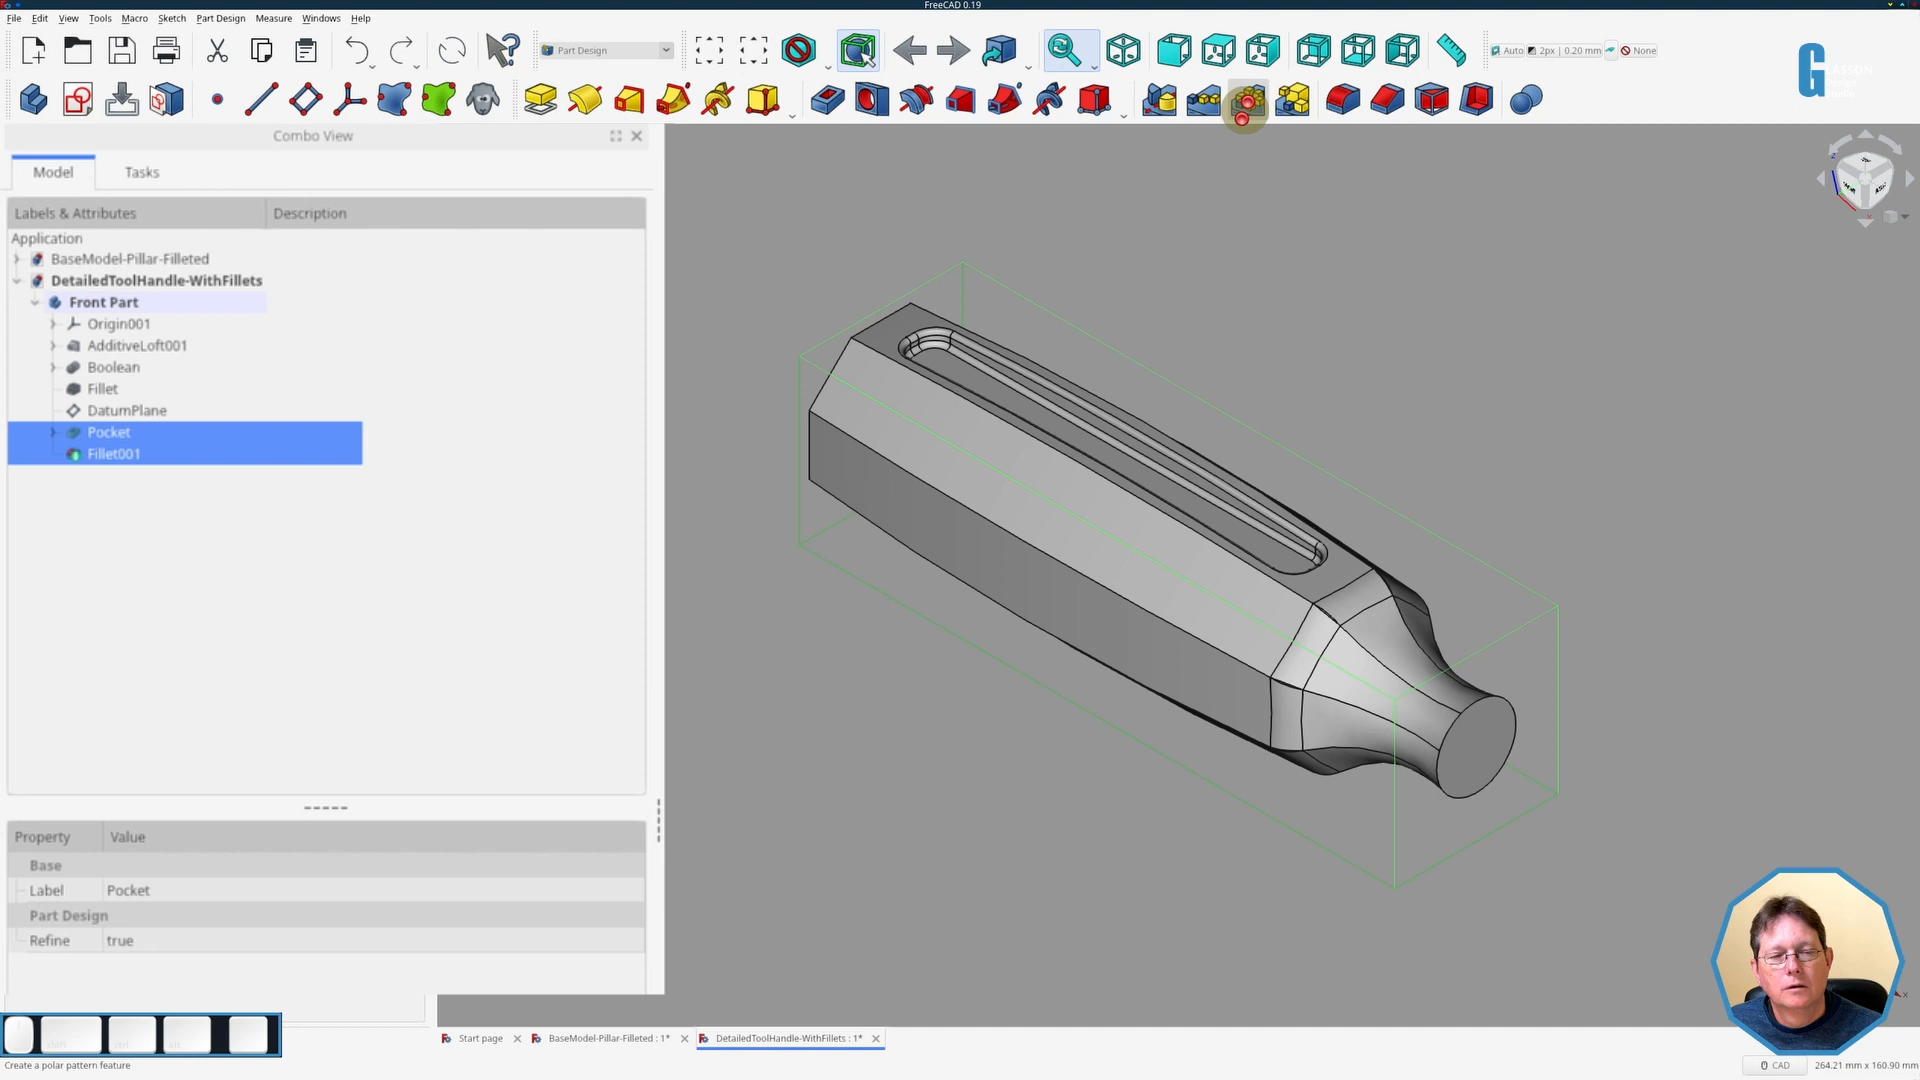 FreeCAD 0.19
File Edit View Tools Macro Sketch Part Design Measure Windows Help
Part Design
Auto
2px | 0.20 mm
None
Combo View
Model
Tasks
Labels & Attributes
Description
Application
BaseModel-Pillar-Filleted
DetailedToolHandle-WithFillets
Front Part
Origin001
AdditiveLoft001
Boolean
Fillet
DatumPlane
Pocket
Fillet001
Property
Value
Base
Label
Pocket
Part Design
Refine
true
shift
ctrl
alt
Start page
BaseModel-Pillar-Filleted : 1*
DetailedToolHandle-WithFillets : 1*
Create a polar pattern feature
CAD
264.21 mm x 160.90 mm